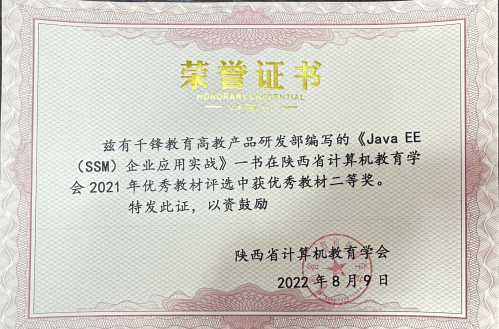 荣誉证书
HONORARY CREDENTIAL
兹有千锋教育高教产品研发部编写的《Java EE
（SSM）企业应用实战》一书在陕西省计算机教育学
会2021年优秀教材评选中获优秀教材二等奖。
特发此证，以资鼓励
陕西省计算机教育学会
2022年8月9日